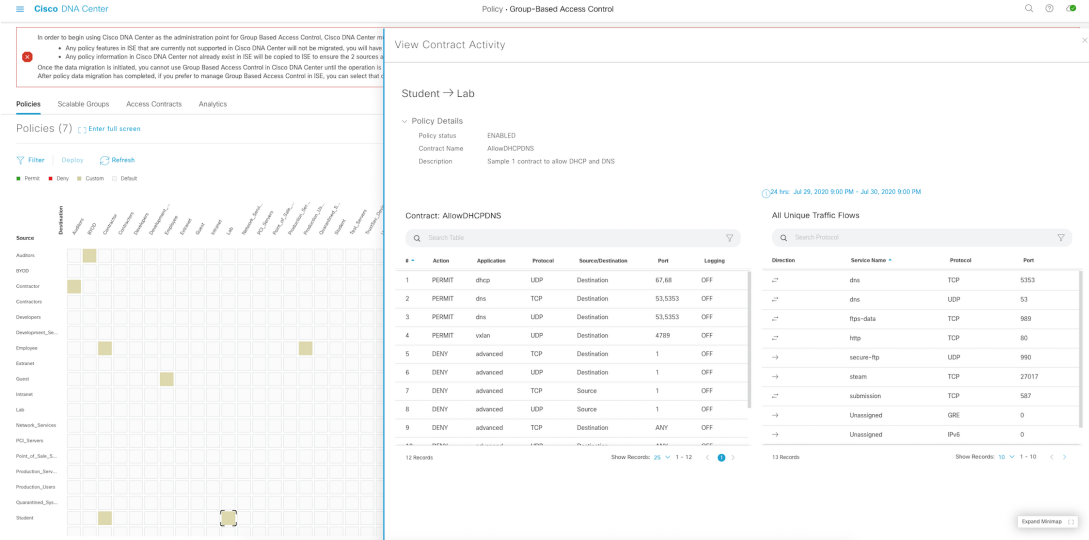 Cisco DNA Center
Policy · Group-Based Access Control
In order to begin using Cisco DNA Center as the administration point for Group Based Access Control, Cisco DNA Center m
• Any policy features in ISE that are currently not supported in Cisco DNA Center will not be migrated, you will have
• Any policy information in Cisco DNA Center not already exist in ISE will be copied to ISE to ensure the 2 sources a
Once the data migration is initiated, you cannot use Group Based Access Control in Cisco DNA Center until the operation is
After policy data migration has completed, if you prefer to manage Group Based Access Control in ISE, you can select that
Policies Scalable Groups Access Contracts Analytics
Policies (7) Enter full screen
Filter Deploy Refresh
Permit Deny Custom Default
Destination
Auditors
BYOD
Contractor
Contractors
Developers
Development_...
Employee
Extranet
Guest
Intranet
Lab
Network_Servi...
PCI_Servers
Point_of_Sale_...
Production_Ser...
Production_Us...
Quarantined_S...
Student
Test_Servers
TrustSec_Devic
Source
Auditors
BYOD
Contractor
Contractors
Developers
Development_Se...
Employee
Extranet
Guest
Intranet
Lab
Network_Services
PCI_Servers
Point_of_Sale_S...
Production_Serv...
Production_Users
Quarantined_Sys...
Student
View Contract Activity
Student → Lab
Policy Details
Policy status ENABLED
Contract Name AllowDHCPDNS
Description Sample 1 contract to allow DHCP and DNS
24 hrs: Jul 29, 2020 9:00 PM - Jul 30, 2020 9:00 PM
Contract: AllowDHCPDNS
Search Table
# Action Application Protocol Source/Destination Port Logging
1 PERMIT dhcp UDP Destination 67,68 OFF
2 PERMIT dns TCP Destination 53,5353 OFF
3 PERMIT dns UDP Destination 53,5353 OFF
4 PERMIT vxlan UDP Destination 4789 OFF
5 DENY advanced TCP Destination 1 OFF
6 DENY advanced UDP Destination 1 OFF
7 DENY advanced TCP Source 1 OFF
8 DENY advanced UDP Source 1 OFF
9 DENY advanced TCP Destination ANY OFF
10 DENY advanced UDP Destination ANY OFF
12 Records Show Records: 25 1 - 12 1
All Unique Traffic Flows
Search Protocol
Direction Service Name Protocol Port
dns TCP 5353
dns UDP 53
ftps-data TCP 989
http TCP 80
→ secure-ftp UDP 990
→ steam TCP 27017
submission TCP 587
→ Unassigned GRE 0
→ Unassigned IPv6 0
13 Records Show Records: 10 1 - 10
Expand Minimap